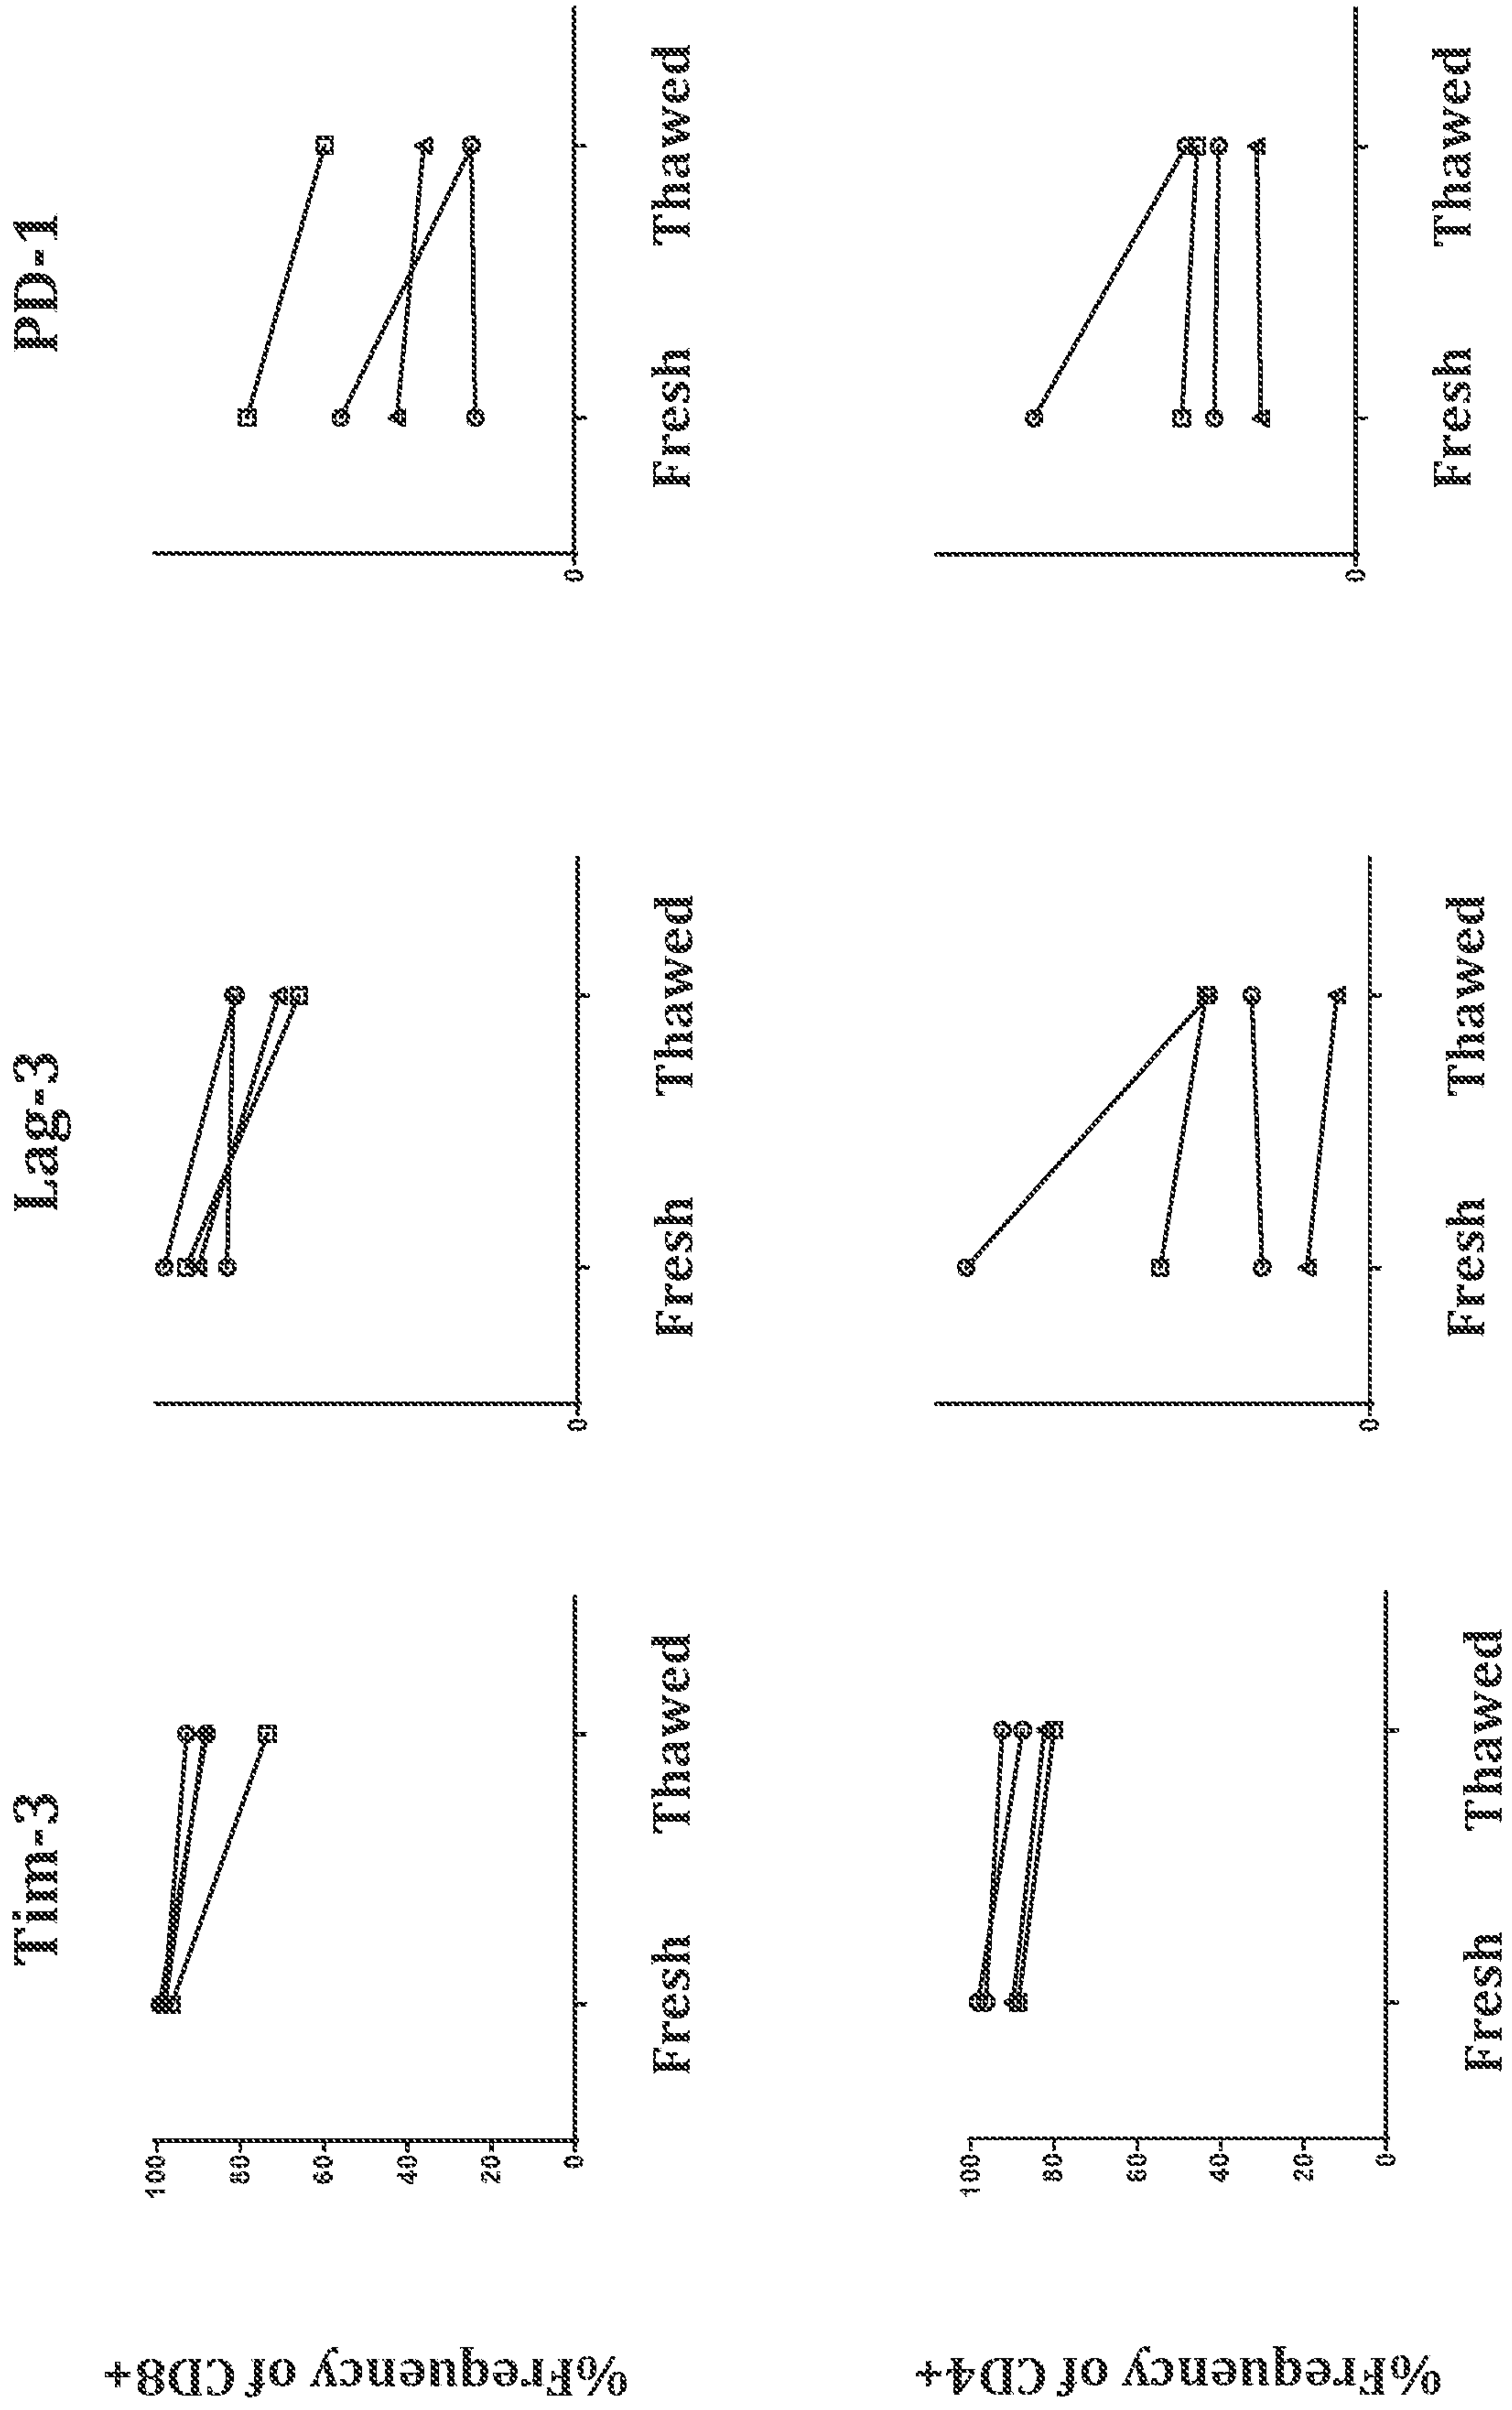 Tim-3
Lag-3
PD-1
%Frequency of CD8+
100
80
60
40
20
0
Fresh Thawed
0
Fresh Thawed
0
Fresh Thawed
%Frequency of CD4+
100
80
60
40
20
0
Fresh Thawed
0
Fresh Thawed
0
Fresh Thawed